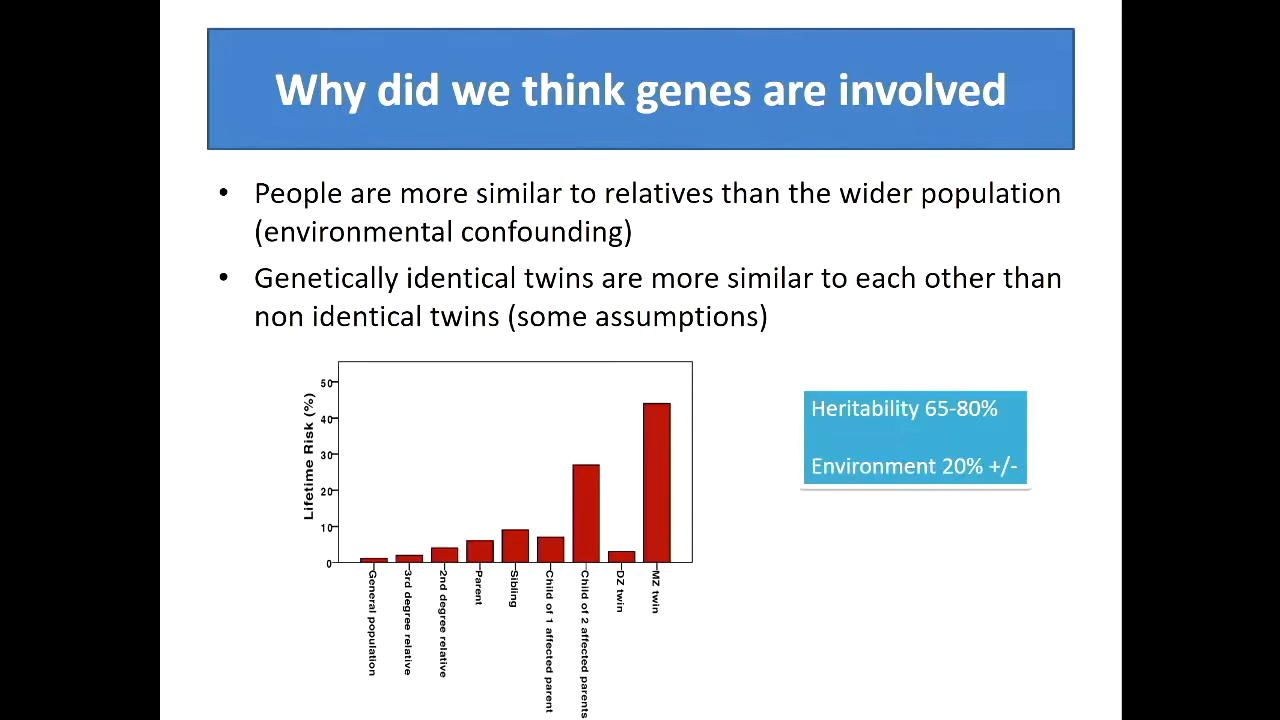 Why did we think genes are involved
• People are more similar to relatives than the wider population
(environmental confounding)
• Genetically identical twins are more similar to each other than
non identical twins (some assumptions)
Lifetime Risk (%)
50
40
30
20
10
0
General population
3rd degree relative
2nd degree relative
Parent
Sibling
Child of 1 affected parent
Child of 2 affected parents
DZ twin
MZ twin
Heritability 65-80%
Environment 20% +/-